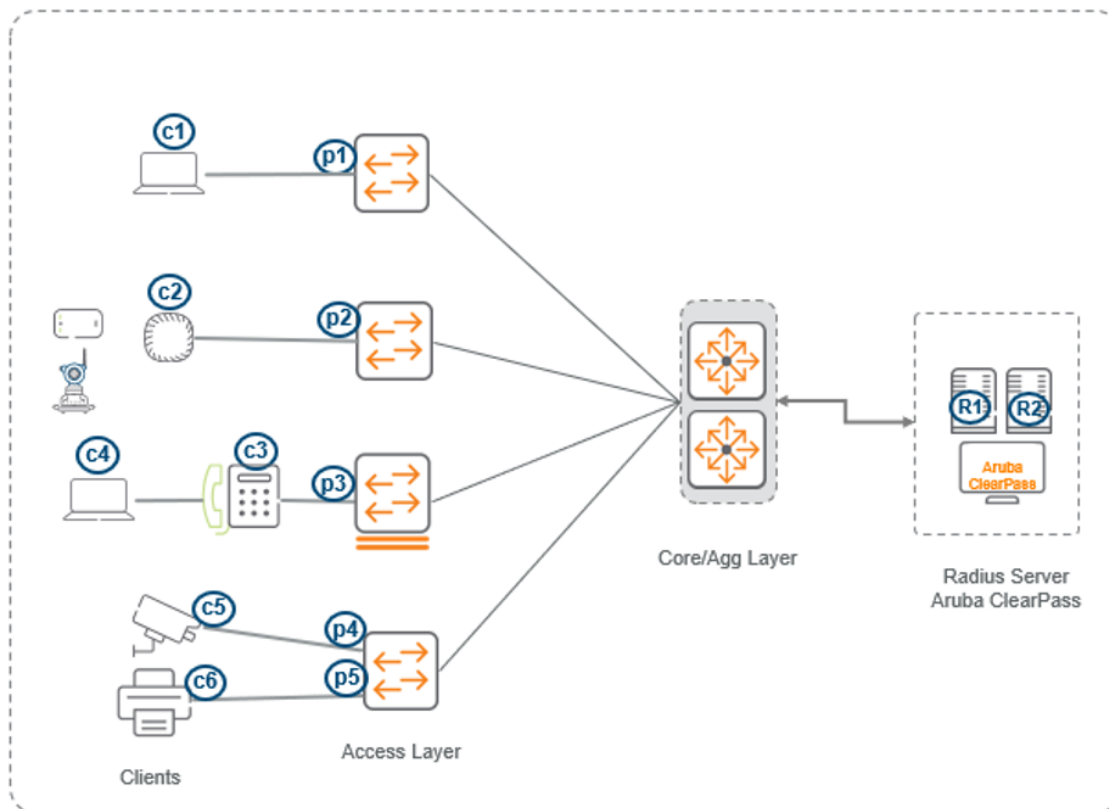 c1
p1
c2
p2
c4
c3
p3
c5
p4
c6
p5
R1
R2
Aruba
ClearPass
Core/Agg Layer
Radius Server
Aruba ClearPass
Access Layer
Clients